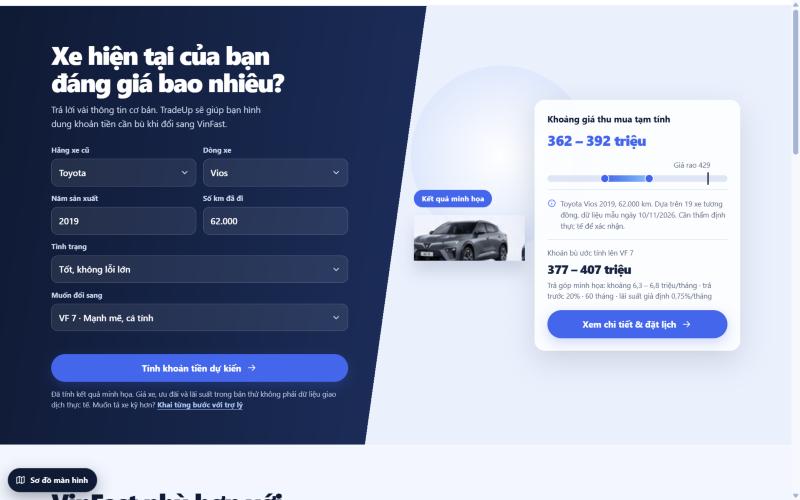 Xe hiện tại của bạn
đáng giá bao nhiêu?
Trả lời vài thông tin cơ bản. TradeUp sẽ giúp bạn hình
dung khoản tiền cần bù khi đổi sang VinFast.
Hãng xe cũ
Dòng xe
Toyota
Vios
Năm sản xuất
Số km đã đi
2019
62.000
Tình trạng
Tốt, không lỗi lớn
Muốn đổi sang
VF 7 · Mạnh mẽ, cá tính
Tính khoản tiền dự kiến →
Đã tính kết quả minh họa. Giá xe, ưu đãi và lãi suất trong bản thử không phải dữ liệu giao
dịch thực tế. Muốn tả xe kỹ hơn? Khai từng bước với trợ lý
Kết quả minh họa
Khoảng giá thu mua tạm tính
362 – 392 triệu
Giá rao 429
Toyota Vios 2019, 62.000 km. Dựa trên 19 xe tương
đồng, dữ liệu mẫu ngày 10/11/2026. Cần thẩm định
thực tế để xác nhận.
Khoản bù ước tính lên VF 7
377 – 407 triệu
Trả góp minh họa: khoảng 6,3 – 6,8 triệu/tháng · trả
trước 20% · 60 tháng · lãi suất giả định 0,75%/tháng
Xem chi tiết & đặt lịch →
Sơ đồ màn hình
VinFast phù hợp với